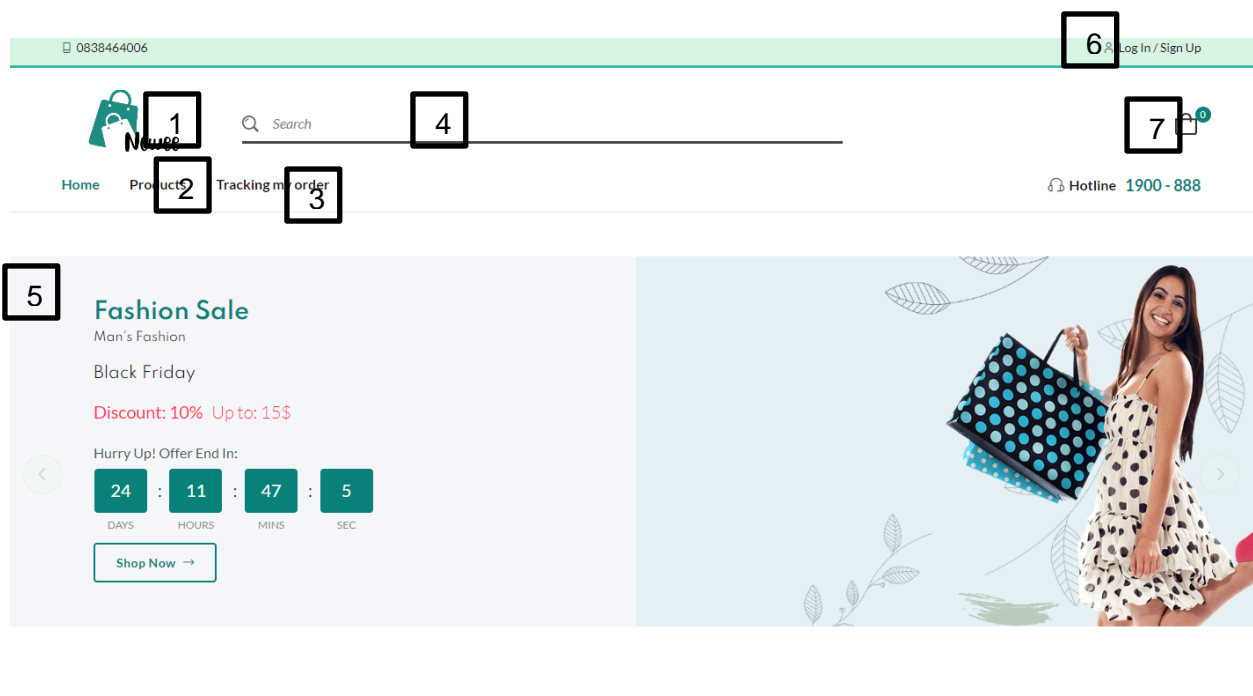 6
0838464006
Log In / Sign Up
1
Newee
Search
4
7
0
Home
Products
2
Tracking my order
3
Hotline 1900 - 888
5
Fashion Sale
Man's Fashion
Black Friday
Discount: 10% Up to: 15$
Hurry Up! Offer End In:
24 : 11 : 47 : 5
DAYS HOURS MINS SEC
Shop Now →